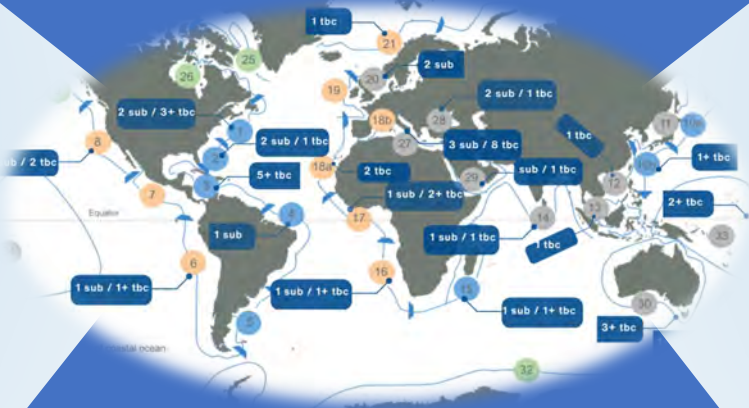 1 tbc
21
25
2 sub
26
20
19
2 sub / 1 tbc
2 sub / 3+ tbc
18b
28
11
1
1 tbc
8
27
3 sub / 8 tbc
2 sub / 1 tbc
2
1+ tbc
/ 2 tbc
5+ tbc
18a
2 tbc
29
sub / 1 tbc
12
3
7
1 sub / 2+ tbc
2+ tbc
Equator
4
17
14
13
1 sub
1 sub / 1 tbc
1 tbc
33
6
16
1 sub / 1+ tbc
1 sub / 1+ tbc
15
1 sub / 1+ tbc
30
5
3+ tbc
ocean
32